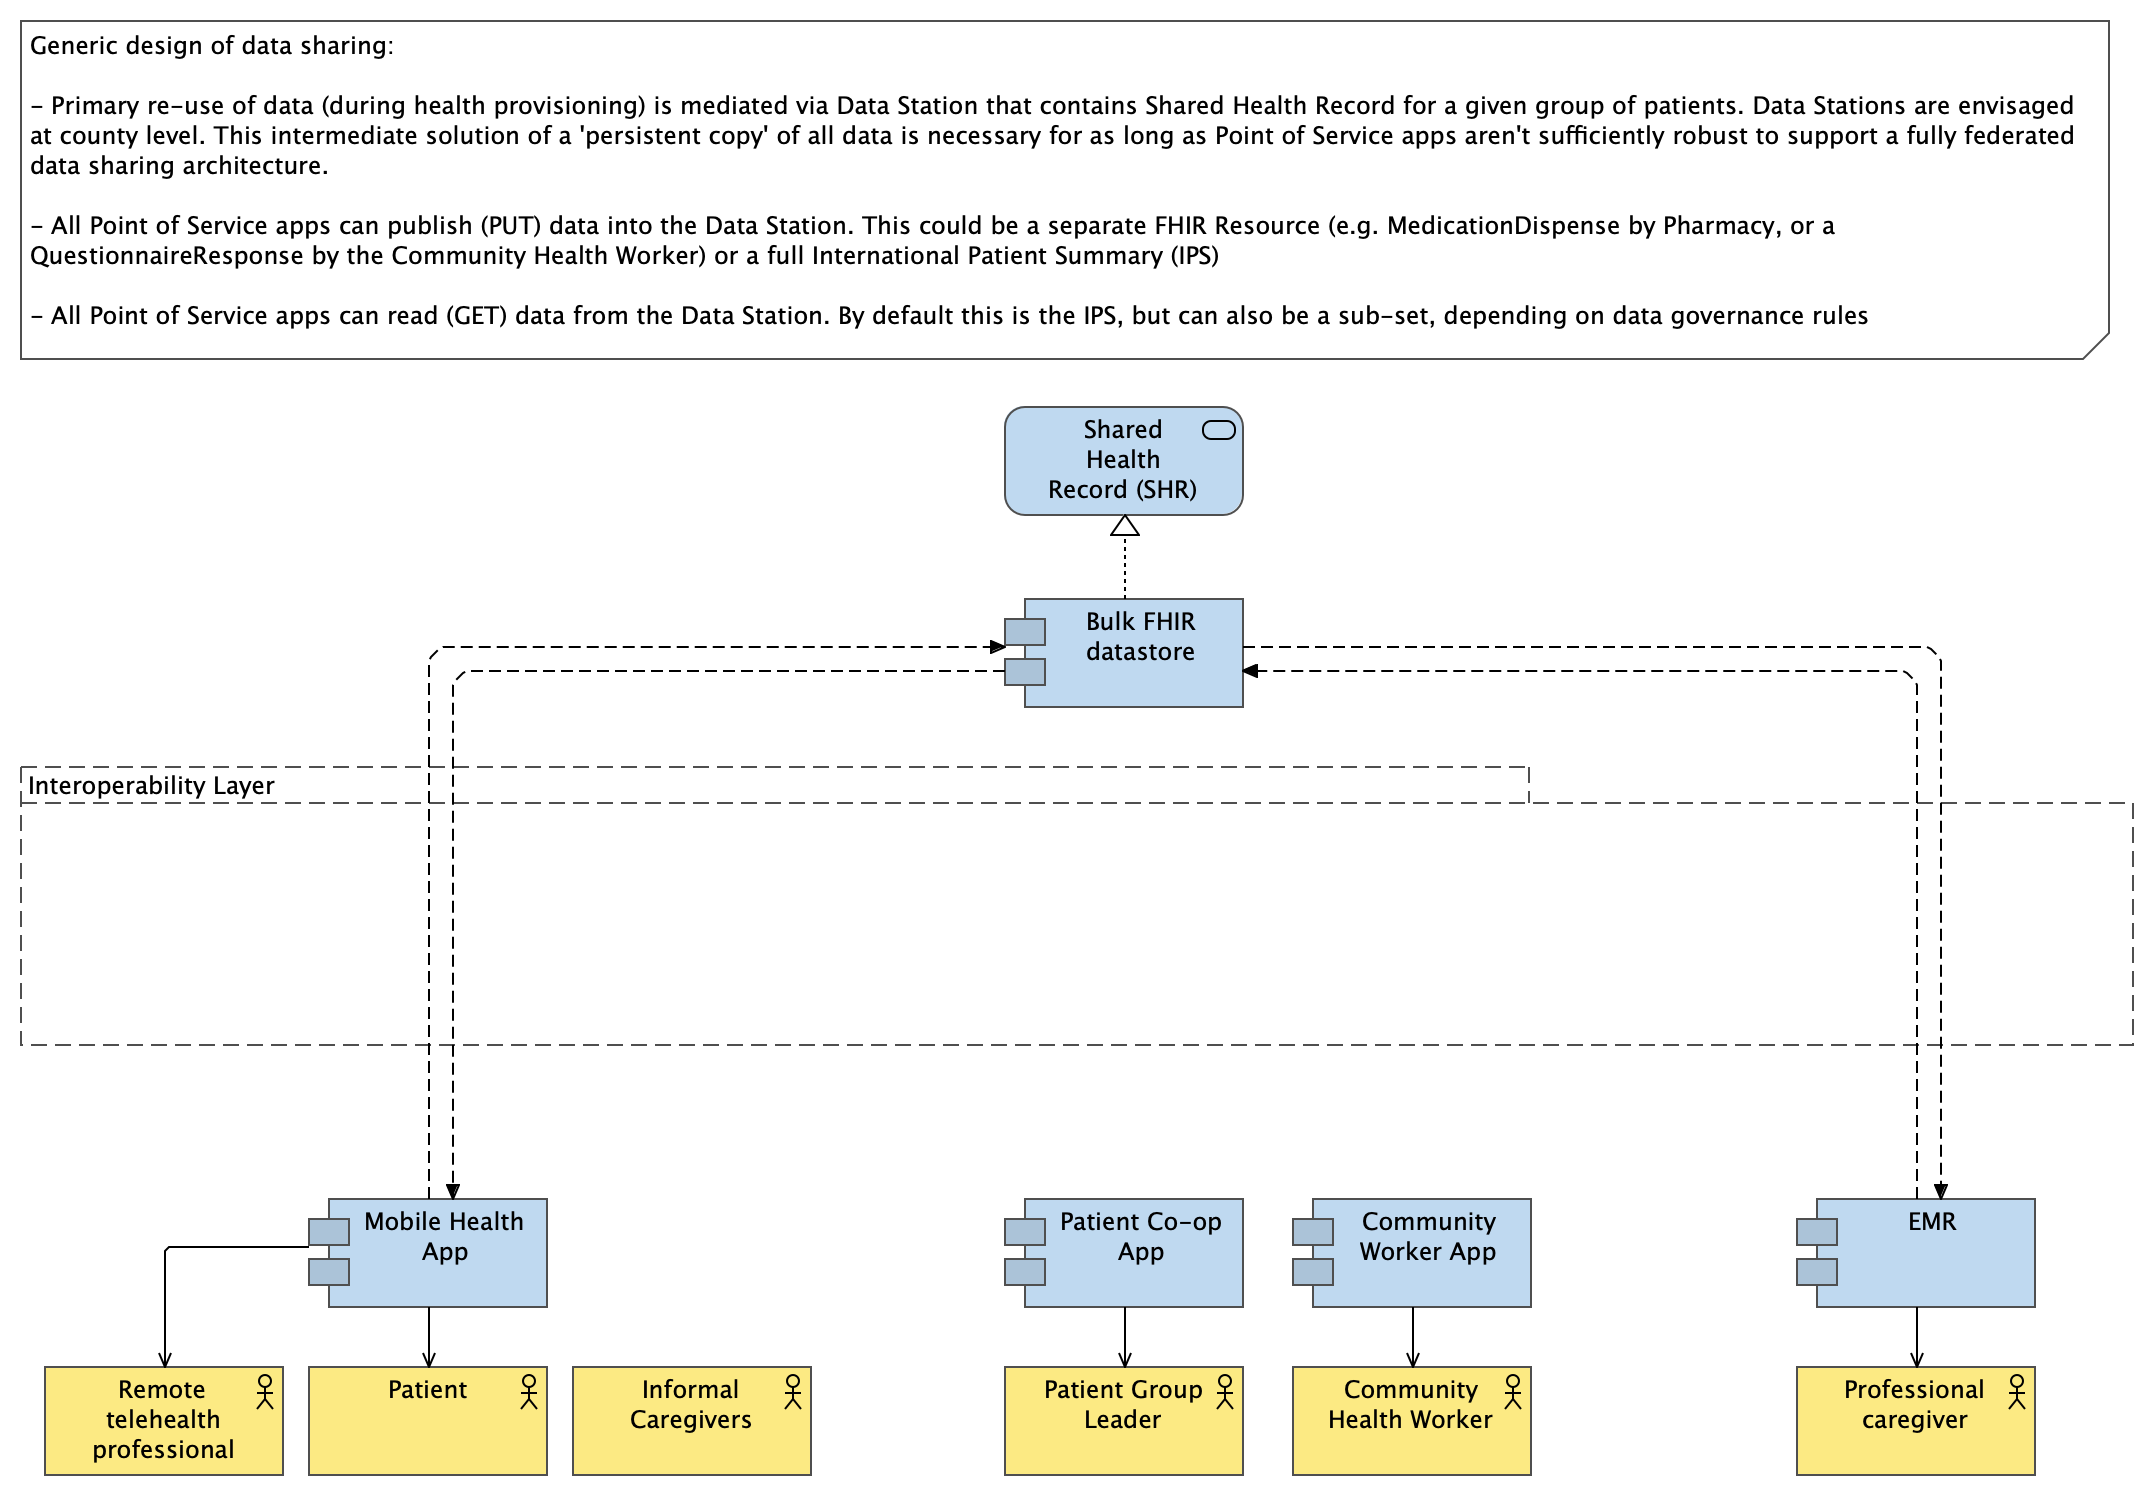 Generic design of data sharing:
- Primary re-use of data (during health provisioning) is mediated via Data Station that contains Shared Health Record for a given group of patients. Data Stations are envisaged
at county level. This intermediate solution of a 'persistent copy' of all data is necessary for as long as Point of Service apps aren't sufficiently robust to support a fully federated
data sharing architecture.
- All Point of Service apps can publish (PUT) data into the Data Station. This could be a separate FHIR Resource (e.g. MedicationDispense by Pharmacy, or a
QuestionnaireResponse by the Community Health Worker) or a full International Patient Summary (IPS)
- All Point of Service apps can read (GET) data from the Data Station. By default this is the IPS, but can also be a sub-set, depending on data governance rules
Shared
Health
Record (SHR)
Bulk FHIR
datastore
Interoperability Layer
Mobile Health
App
Patient Co-op
App
Community
Worker App
EMR
Remote
telehealth
professional
Patient
Informal
Caregivers
Patient Group
Leader
Community
Health Worker
Professional
caregiver